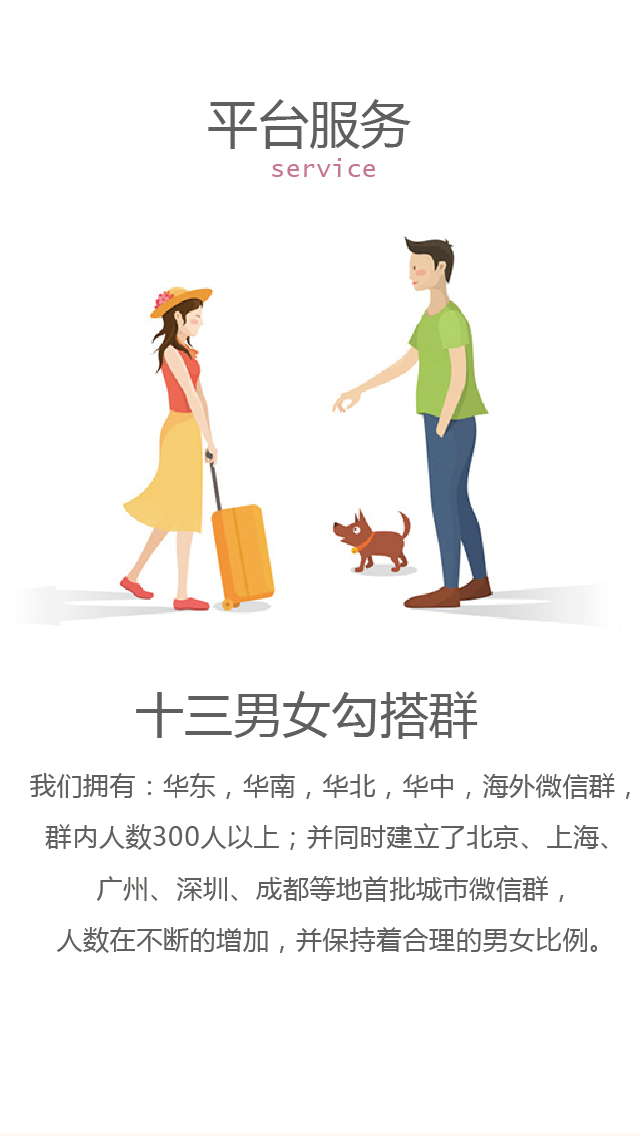 平台服务
service
十三男女勾搭群
我们拥有：华东，华南，华北，华中，海外微信群，
群内人数300人以上；并同时建立了北京、上海、
广州、深圳、成都等地首批城市微信群，
人数在不断的增加，并保持着合理的男女比例。